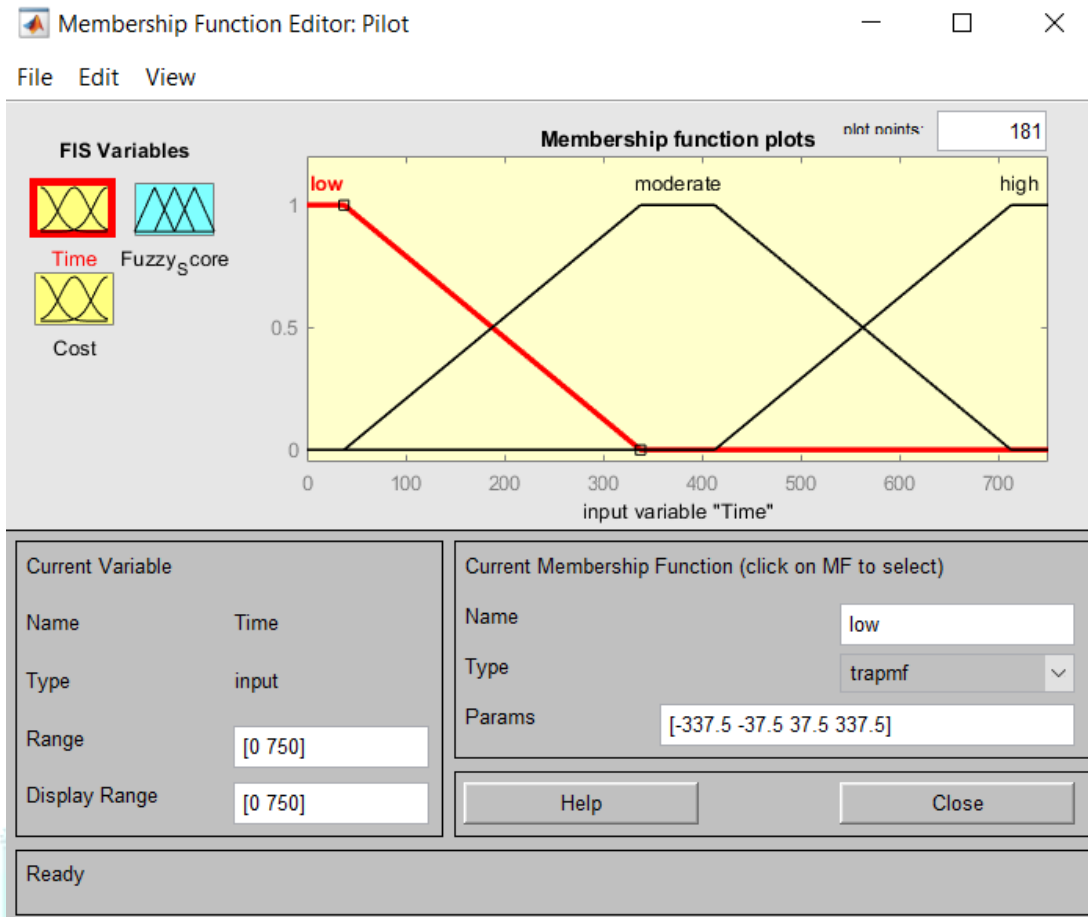 Membership Function Editor: Pilot
File Edit View
FIS Variables
Time
Fuzzy_Score
Cost
Membership function plots
plot points:
181
low
moderate
high
1
0.5
0
0 100 200 300 400 500 600 700
input variable "Time"
Current Variable
Name Time
Type input
Range [0 750]
Display Range [0 750]
Current Membership Function (click on MF to select)
Name low
Type trapmf
Params [-337.5 -37.5 37.5 337.5]
Help Close
Ready